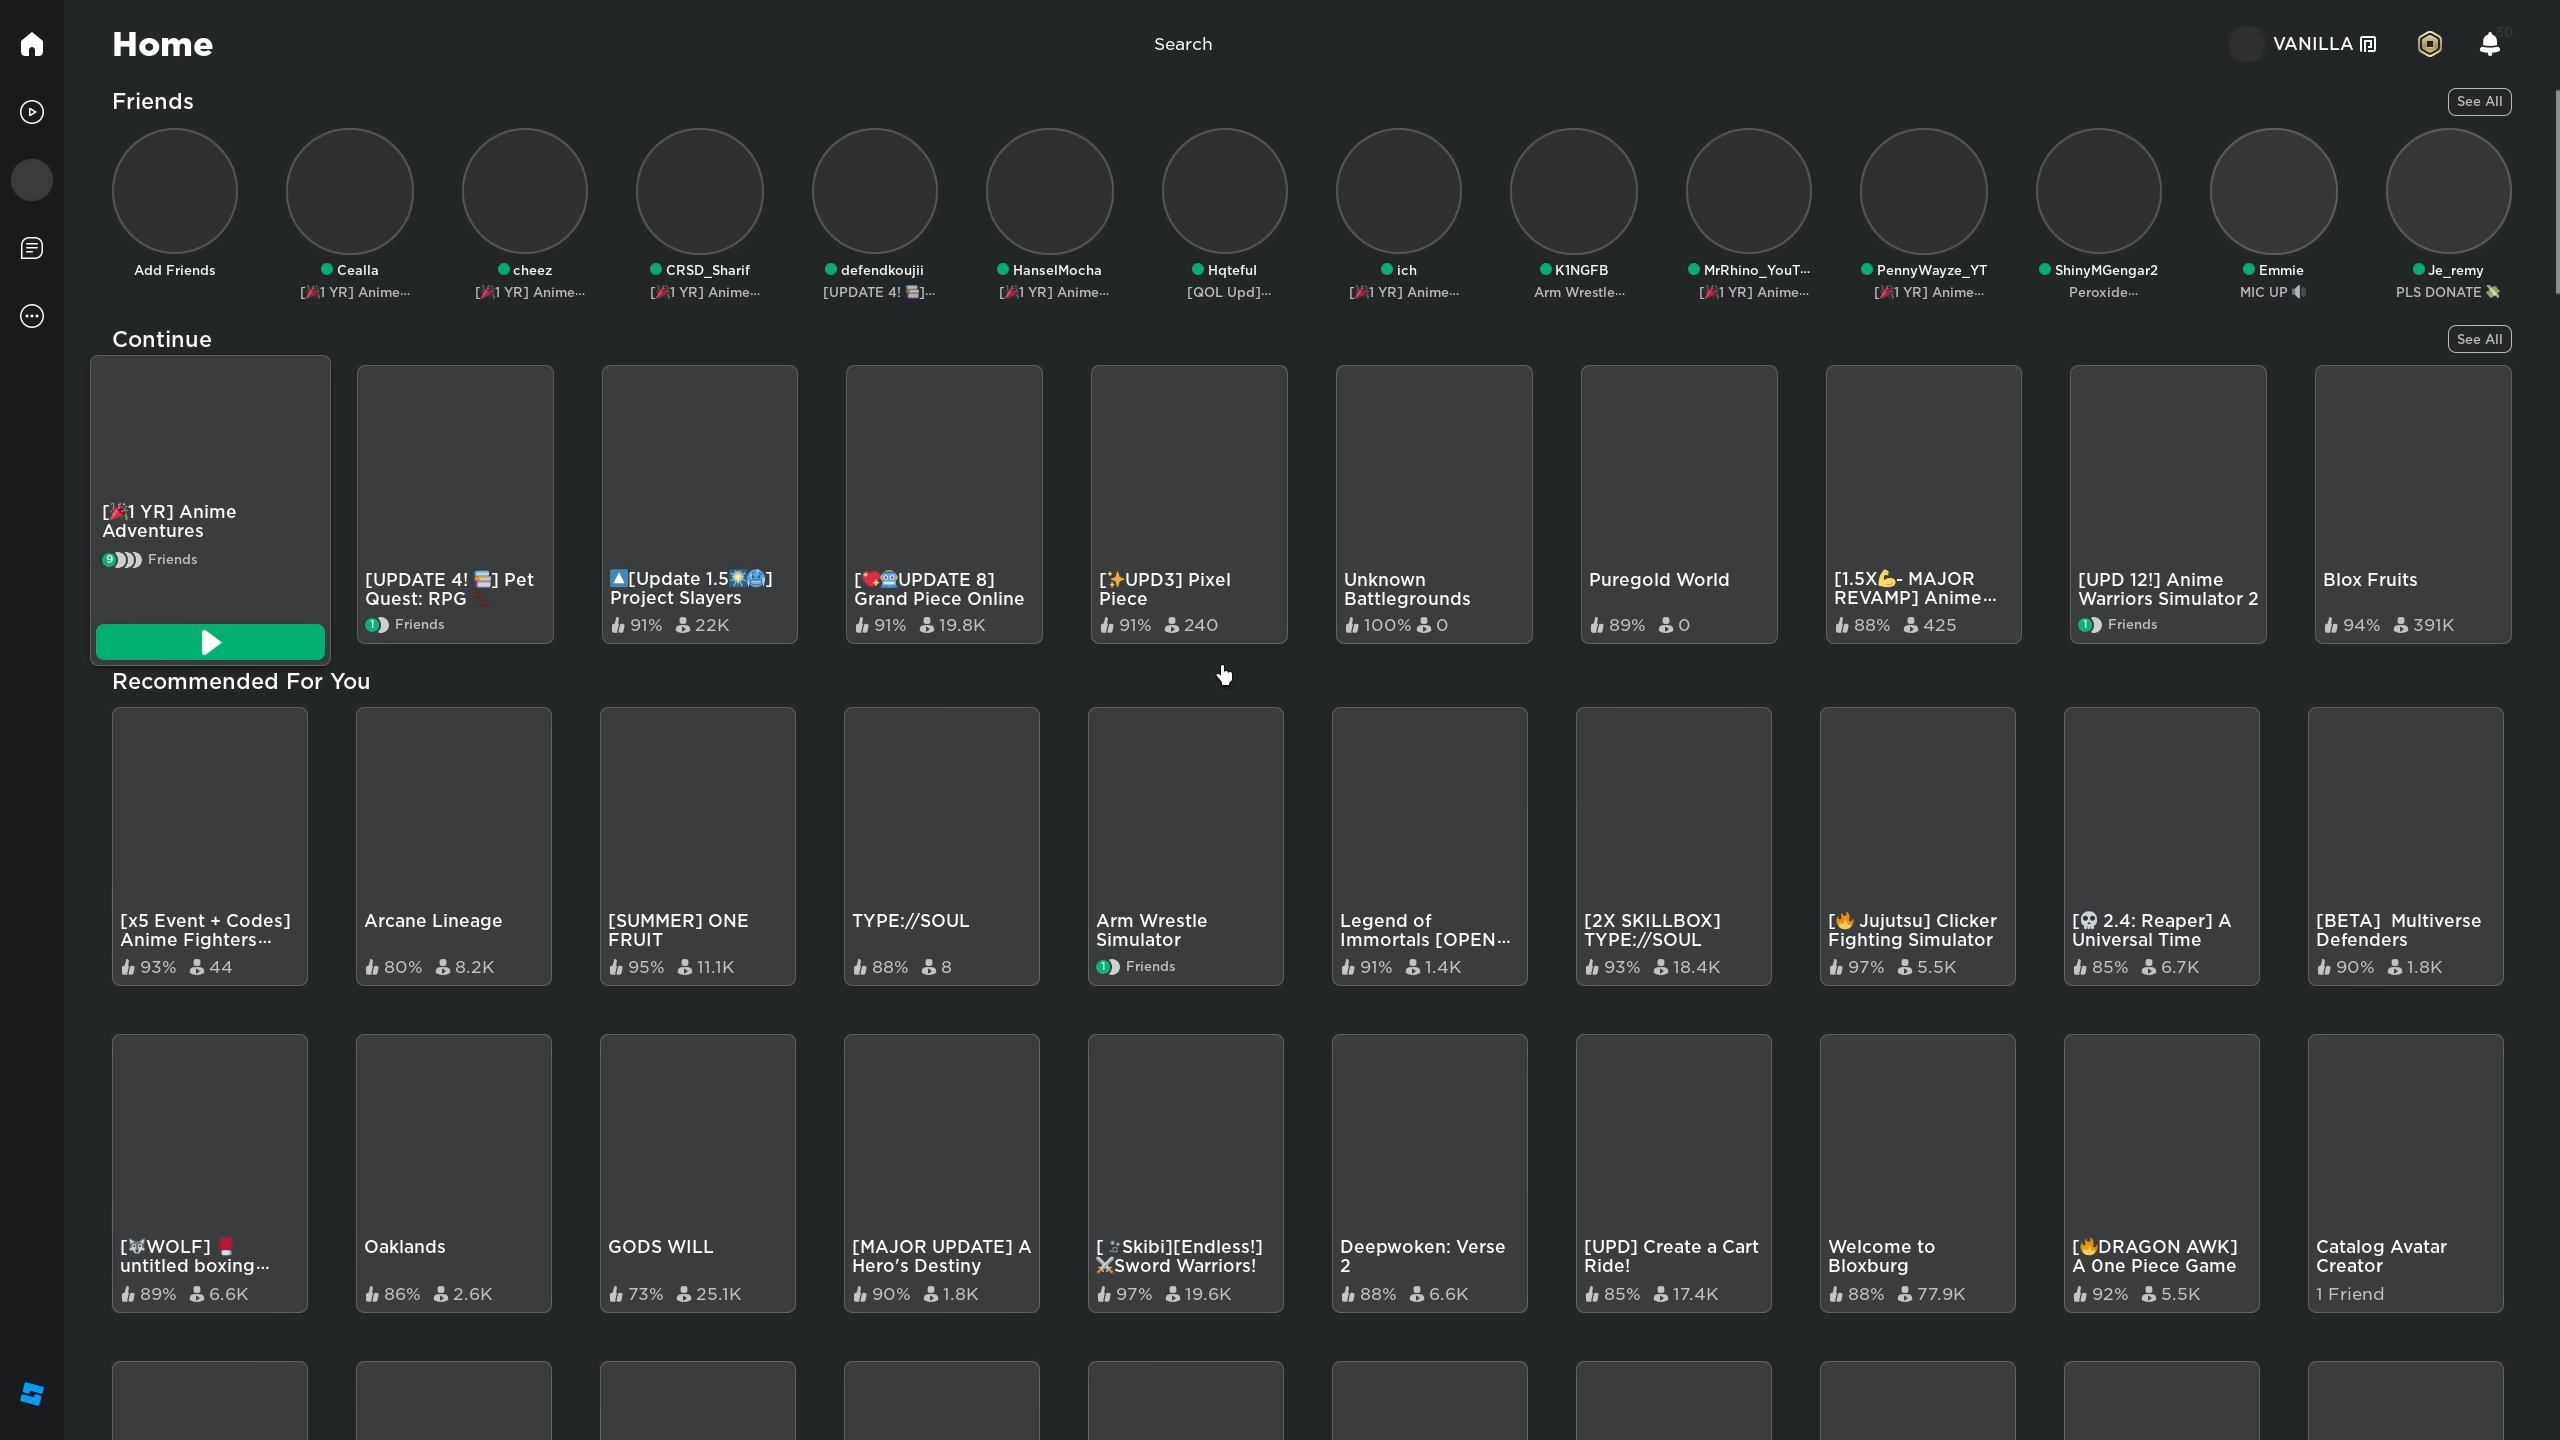 Home
Search
VANILLA
50
Friends
See All
Add Friends
Cealla
[🎉1 YR] Anime...
cheez
[🎉1 YR] Anime...
CRSD_Sharif
[🎉1 YR] Anime...
defendkoujii
[UPDATE 4! 📚]...
HanselMocha
[🎉1 YR] Anime...
Hqteful
[QOL Upd]...
ich
[🎉1 YR] Anime...
K1NGFB
Arm Wrestle...
MrRhino_YouT...
[🎉1 YR] Anime...
PennyWayze_YT
[🎉1 YR] Anime...
ShinyMGengar2
Peroxide...
Emmie
MIC UP 🔊
Je_remy
PLS DONATE 💸
Continue
See All
[🎉1 YR] Anime
Adventures
9 Friends
[UPDATE 4! 📚] Pet
Quest: RPG
1 Friends
🔼[Update 1.5💥🥶]
Project Slayers
91% 22K
[💖🤖UPDATE 8]
Grand Piece Online
91% 19.8K
[✨UPD3] Pixel
Piece
91% 240
Unknown
Battlegrounds
100% 0
Puregold World
89% 0
[1.5X💪- MAJOR
REVAMP] Anime...
88% 425
[UPD 12!] Anime
Warriors Simulator 2
1 Friends
Blox Fruits
94% 391K
Recommended For You
[x5 Event + Codes]
Anime Fighters...
93% 44
Arcane Lineage
80% 8.2K
[SUMMER] ONE
FRUIT
95% 11.1K
TYPE://SOUL
88% 8
Arm Wrestle
Simulator
1 Friends
Legend of
Immortals [OPEN...
91% 1.4K
[2X SKILLBOX]
TYPE://SOUL
93% 18.4K
[🔥 Jujutsu] Clicker
Fighting Simulator
97% 5.5K
[💀 2.4: Reaper] A
Universal Time
85% 6.7K
[BETA] Multiverse
Defenders
90% 1.8K
[🐺WOLF] 🥊
untitled boxing...
89% 6.6K
Oaklands
86% 2.6K
GODS WILL
73% 25.1K
[MAJOR UPDATE] A
Hero's Destiny
90% 1.8K
[ Skibi][Endless!]
⚔️Sword Warriors!
97% 19.6K
Deepwoken: Verse
2
88% 6.6K
[UPD] Create a Cart
Ride!
85% 17.4K
Welcome to
Bloxburg
88% 77.9K
[🔥DRAGON AWK]
A 0ne Piece Game
92% 5.5K
Catalog Avatar
Creator
1 Friend